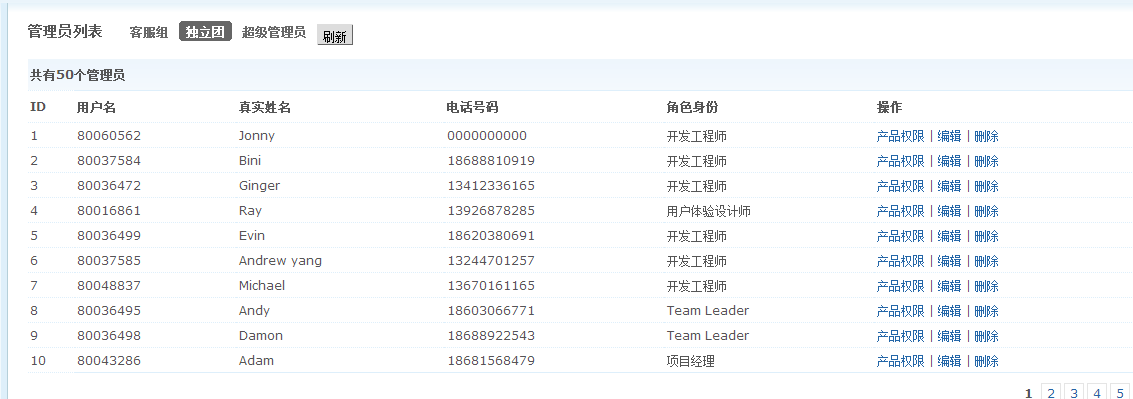 管理员列表 客服组 独立团 超级管理员 刷新
共有50个管理员
ID 用户名 真实姓名 电话号码 角色身份 操作
1 80060562 Jonny 0000000000 开发工程师 产品权限 | 编辑 | 删除
2 80037584 Bini 18688810919 开发工程师 产品权限 | 编辑 | 删除
3 80036472 Ginger 13412336165 开发工程师 产品权限 | 编辑 | 删除
4 80016861 Ray 13926878285 用户体验设计师 产品权限 | 编辑 | 删除
5 80036499 Evin 18620380691 开发工程师 产品权限 | 编辑 | 删除
6 80037585 Andrew yang 13244701257 开发工程师 产品权限 | 编辑 | 删除
7 80048837 Michael 13670161165 开发工程师 产品权限 | 编辑 | 删除
8 80036495 Andy 18603066771 Team Leader 产品权限 | 编辑 | 删除
9 80036498 Damon 18688922543 Team Leader 产品权限 | 编辑 | 删除
10 80043286 Adam 18681568479 项目经理 产品权限 | 编辑 | 删除
1 2 3 4 5